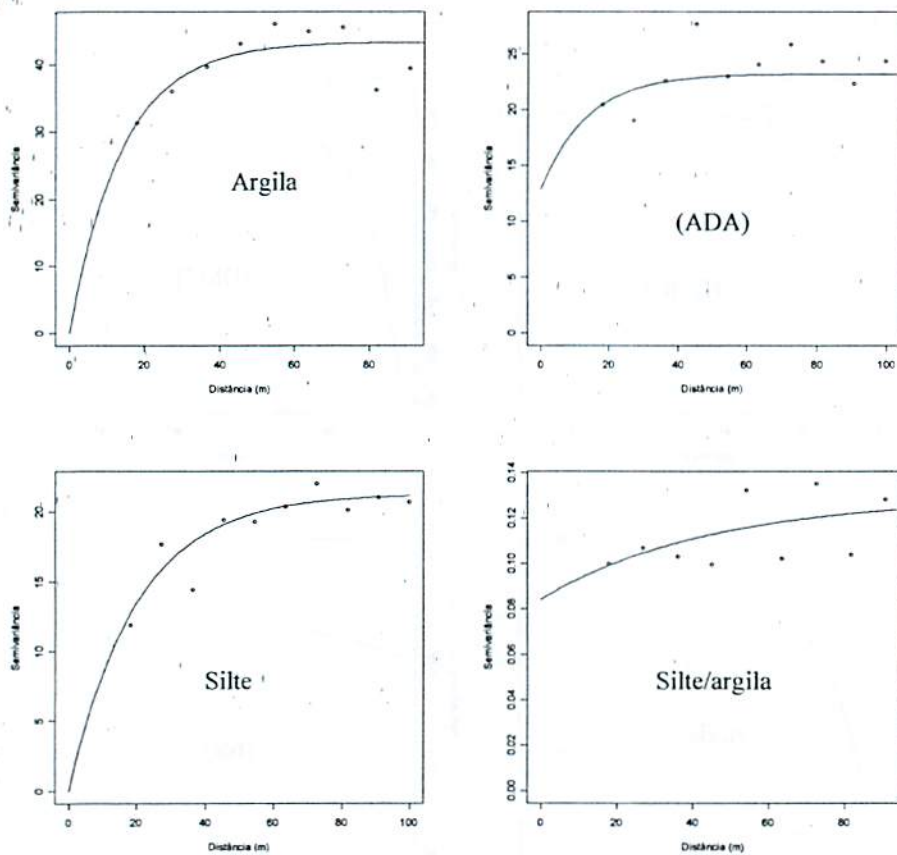 Semivariância
0 10 20 30 40
Argila
0 20 40 60 80
Distância (m)
Semivariância
0 5 10 15 20 25
(ADA)
0 20 40 60 80 100
Distância (m)
Semivariância
0 5 10 15 20
Silte
0 20 40 60 80 100
Distância (m)
Semivariância
0.00 0.02 0.04 0.06 0.08 0.10 0.12 0.14
Silte/argila
0 20 40 60 80
Distância (m)